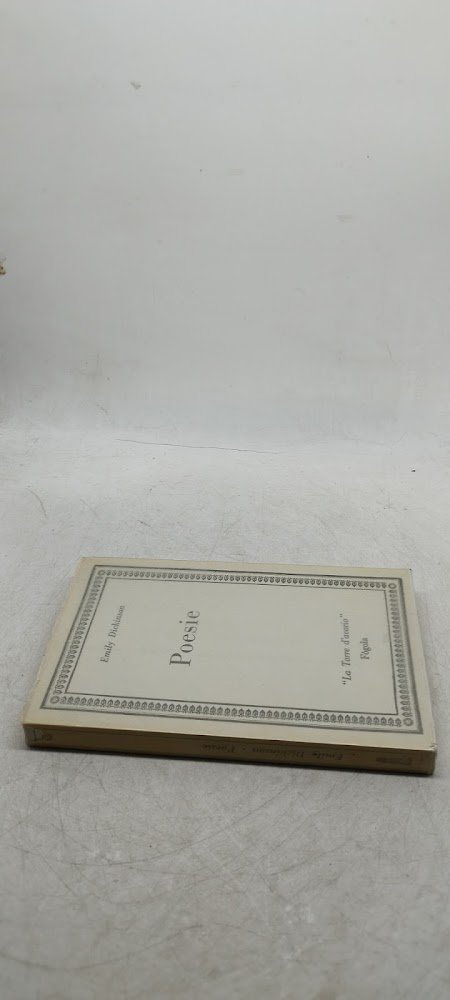 Emily Dickinson
Poesie
"La Torre d'avorio"
Fògola
Emily Dickinson - Poesie